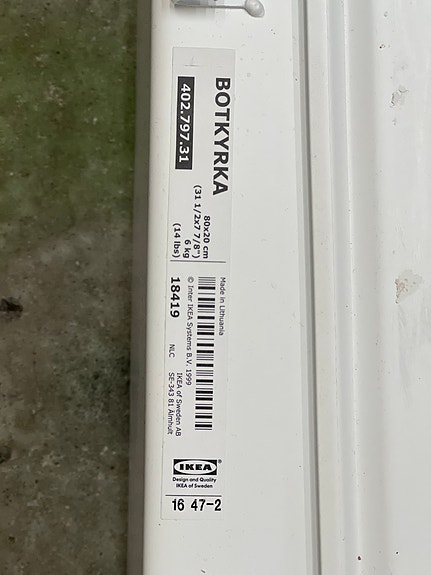 BOTKYRKA
402.797.31
80x20 cm
(31 1/2x7 7/8")
6 kg
(14 lbs)
Made in Lithuania
© Inter IKEA Systems B.V. 1999
18419
IKEA of Sweden AB
SE-343 81 Älmhult
NLC
IKEA®
Design and Quality
IKEA of Sweden
16 47-2